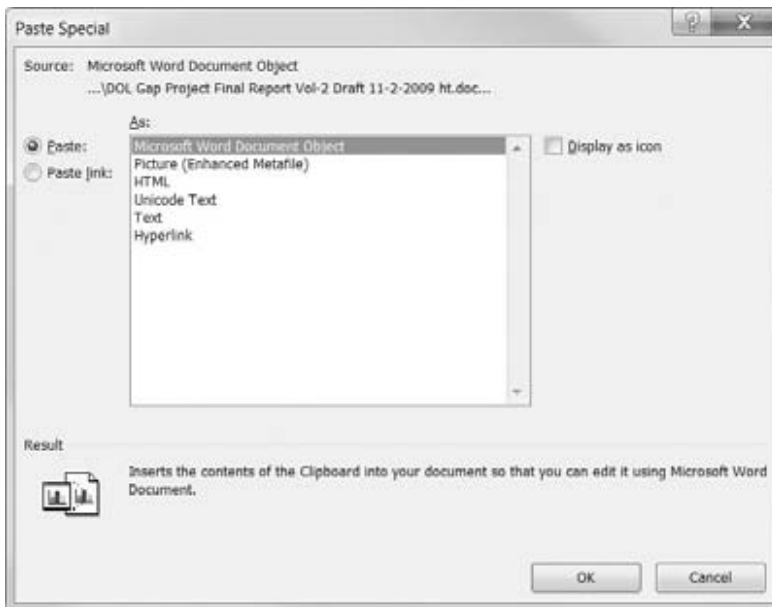 Paste Special
Source: Microsoft Word Document Object
...\DOL Gap Project Final Report Vol-2 Draft 11-2-2009 ht.doc...
As:
Paste:
Paste link:
Microsoft Word Document Object
Picture (Enhanced Metafile)
HTML
Unicode Text
Text
Hyperlink
Display as icon
Result
Inserts the contents of the Clipboard into your document so that you can edit it using Microsoft Word
Document.
OK
Cancel